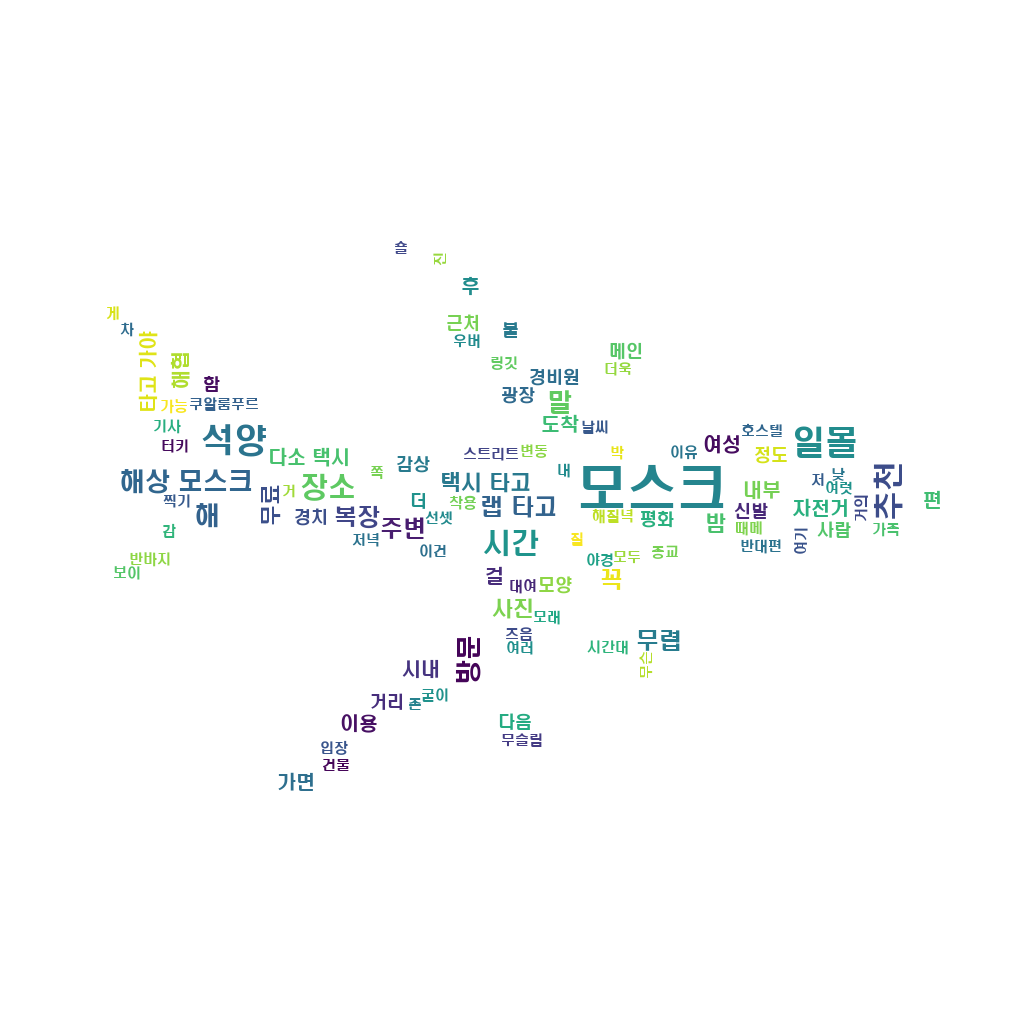 숄
진
후
게
차
근처
불
우버
타고 가야
해협
링깃
메인
더욱
함
경비원
가능
쿠알룸푸르
광장
말
기사
도착
날씨
호스텔
터키
석양
다소 택시
스트리트
변동
박
이유
여성
정도
일몰
쪽
감상
내
저
낮
해상 모스크
찍기
장소
거
택시 타고
모스크
내부
여럿
추천
해
무료
경치
복장
더
착용
랩 타고
신발
자전거
거의
편
선셋
해질녘
평화
밤
때메
사람
가족
감
저녁
주변
이건
시간
질
반대편
여기
반바지
보이
야경
모두
종교
걸
대여
모양
꼭
사진
모래
즈음
여러
시간대
무렵
무슨
방문
시내
거리
존
굳이
이용
다음
무슬림
입장
건물
가면